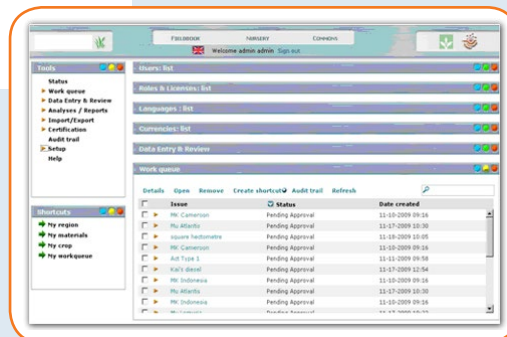 FIELDBOOK NURSERY COMMONS
Welcome admin admin Sign out
Tools
Status
Work queue
Data Entry & Review
Analyses / Reports
Import/Export
Certification
Audit trail
Setup
Help
Shortcuts
My region
My materials
My crop
My workqueue
Users: list
Roles & Licenses: list
Languages : list
Currencies: list
Data Entry & Review
Work queue
Details Open Remove Create shortcut Audit trail Refresh
Issue Status Date created
MK Cameroon Pending Approval 11-10-2009 09:16
Mu Atlantis Pending Approval 11-17-2009 10:30
square hectometre Pending Approval 11-18-2009 10:05
MK Cameroon Pending Approval 11-10-2009 09:16
Act Type 1 Pending Approval 11-11-2009 09:58
Kai's diesel Pending Approval 11-17-2009 12:54
MK Indonesia Pending Approval 11-10-2009 09:16
Mu Atlantis Pending Approval 11-17-2009 10:30
MK Indonesia Pending Approval 11-10-2009 09:16
Pending Approval